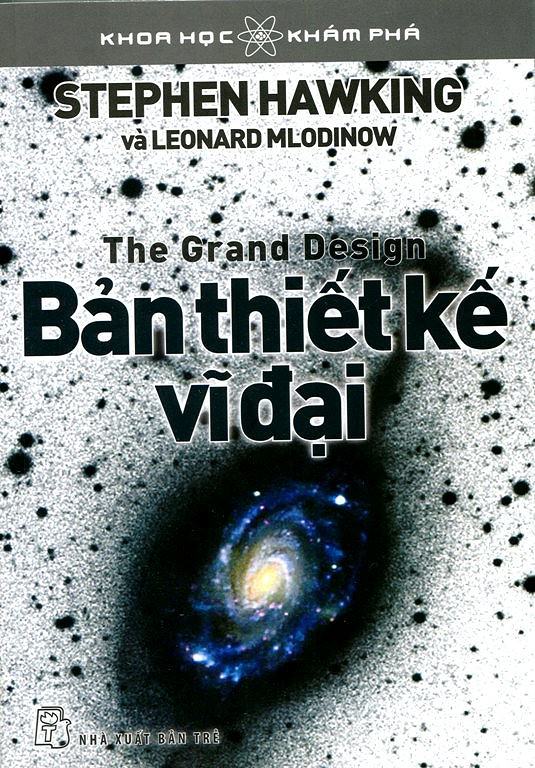 KHOA HỌC KHÁM PHÁ
STEPHEN HAWKING
và LEONARD MLODINOW
The Grand Design
Bản thiết kế
vĩ đại
NHÀ XUẤT BẢN TRẺ